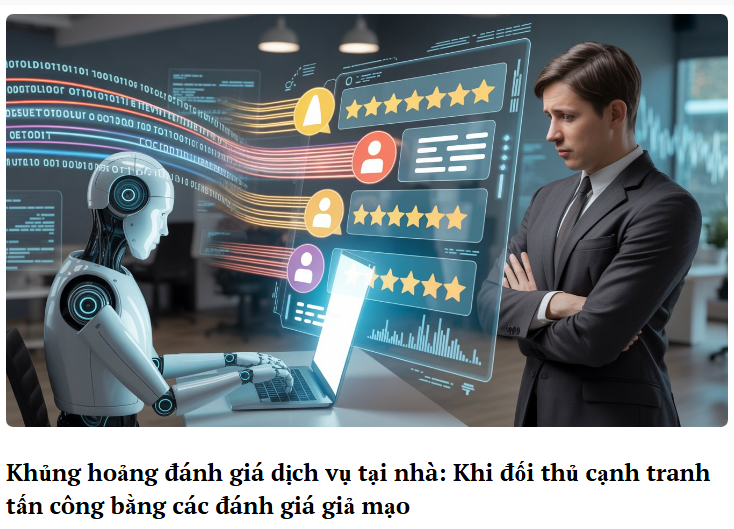 Khủng hoảng đánh giá dịch vụ tại nhà: Khi đối thủ cạnh tranh
tấn công bằng các đánh giá giả mạo